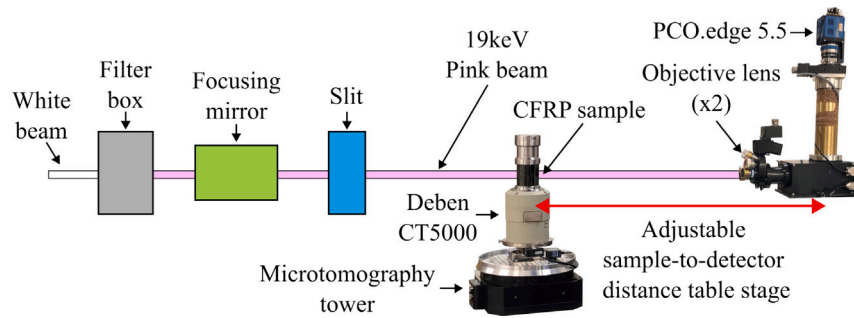 White
beam
Filter
box
Focusing
mirror
Slit
19keV
Pink beam
CFRP sample
Objective lens
(x2)
PCO.edge 5.5
Deben
CT5000
Microtomography
tower
Adjustable
sample-to-detector
distance table stage